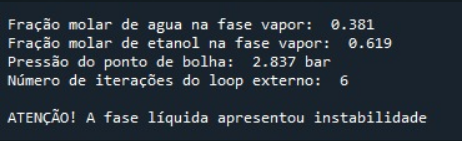 Fração molar de agua na fase vapor:  0.381
Fração molar de etanol na fase vapor:  0.619
Pressão do ponto de bolha:  2.837 bar
Número de iterações do loop externo:  6
ATENÇÃO! A fase líquida apresentou instabilidade